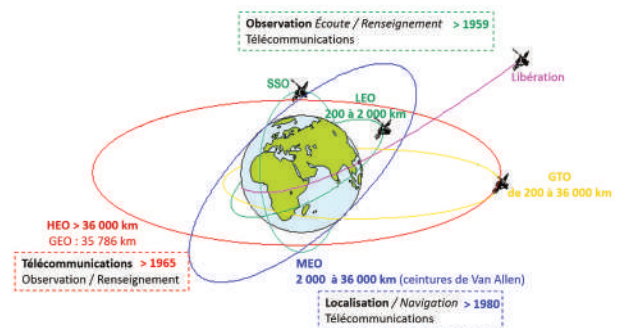 Observation Écoute / Renseignement > 1959
Télécommunications
SSO
Libération
LEO
200 à 2 000 km
GTO
de 200 à 36 000 km
HEO > 36 000 km
GEO : 35 786 km
Télécommunications > 1965
Observation / Renseignement
MEO
2 000 à 36 000 km (ceintures de Van Allen)
Localisation / Navigation > 1980
Télécommunications